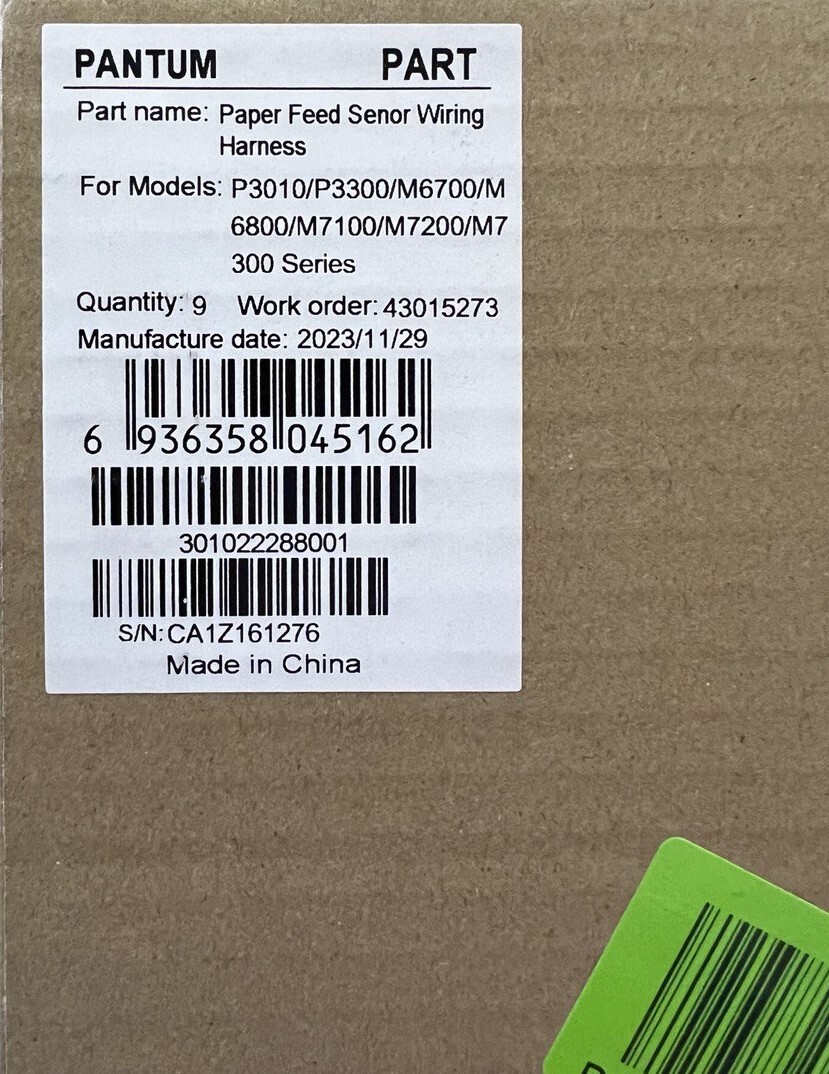 PANTUM PART
Part name: Paper Feed Senor Wiring
Harness
For Models: P3010/P3300/M6700/M
6800/M7100/M7200/M7
300 Series
Quantity: 9 Work order: 43015273
Manufacture date: 2023/11/29
6 936358 045162
301022288001
S/N: CA1Z161276
Made in China